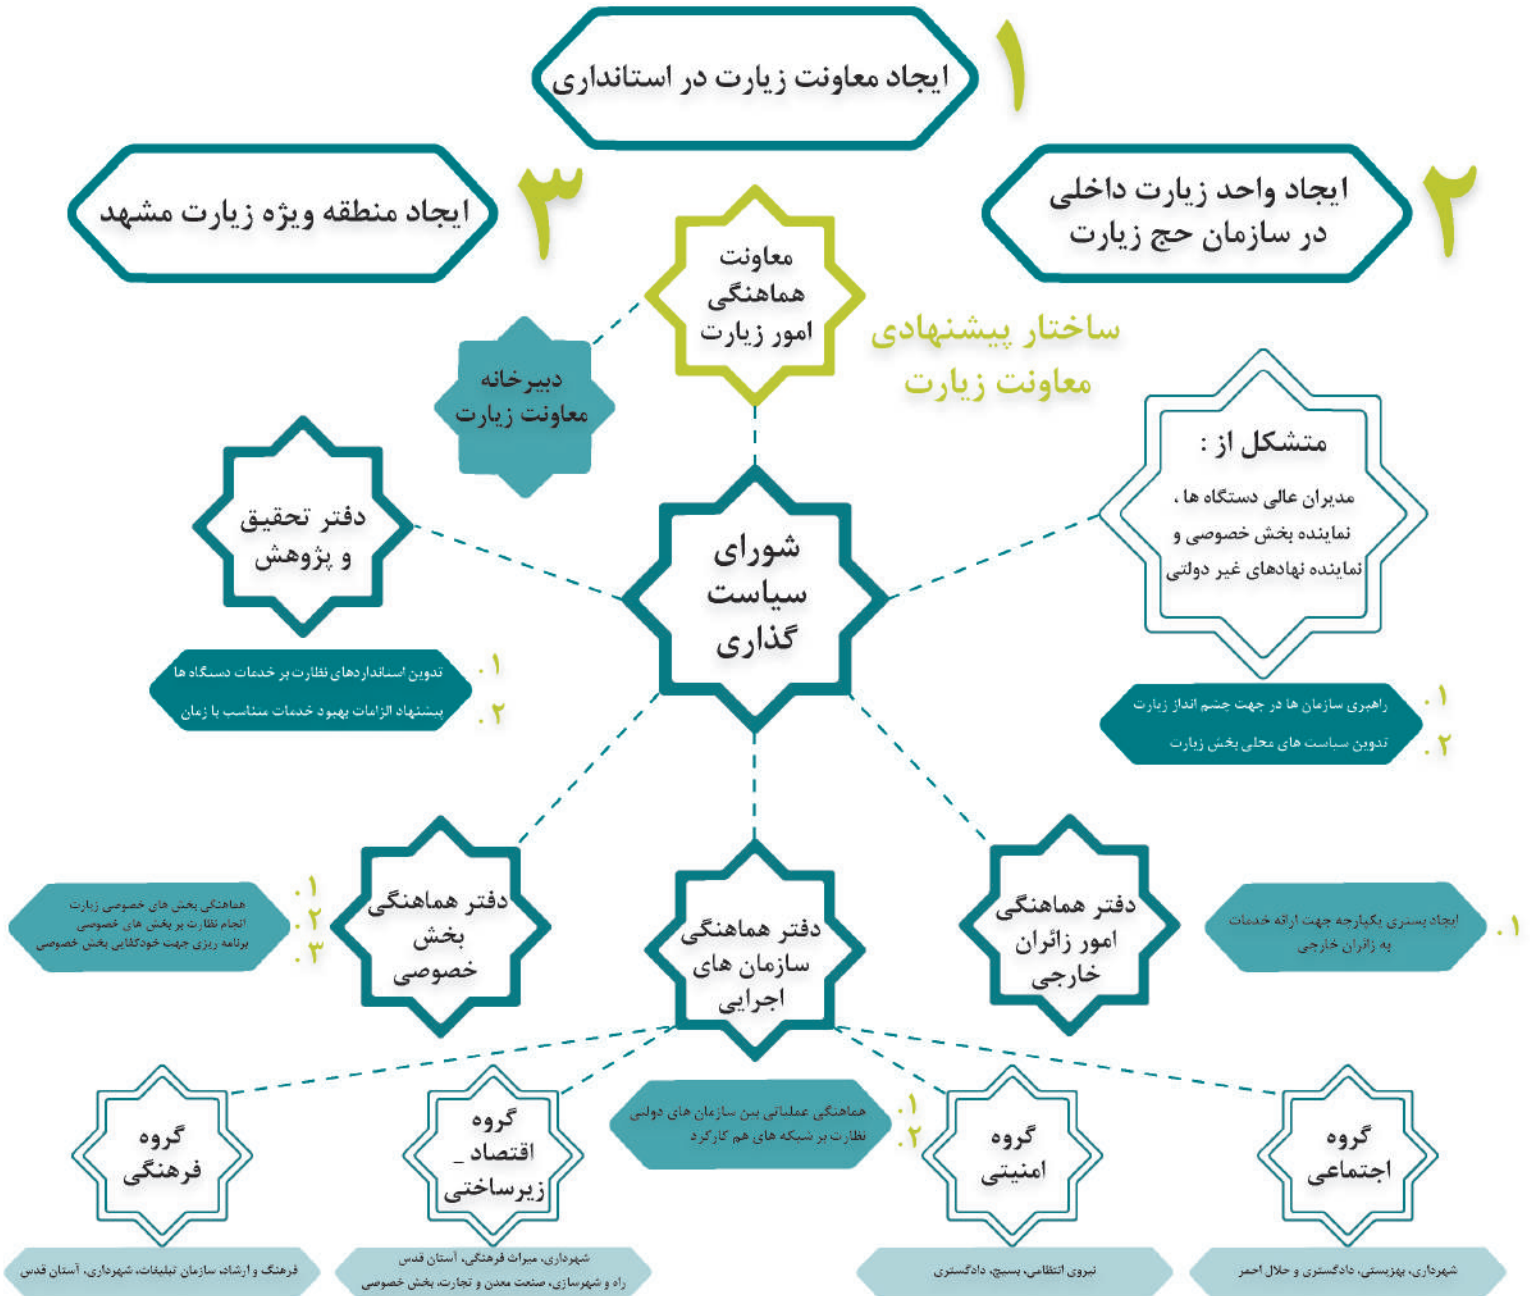 ۱
ایجاد معاونت زیارت در استانداری
۲
ایجاد واحد زیارت داخلی
در سازمان حج زیارت
۳
ایجاد منطقه ویژه زیارت مشهد
معاونت
هماهنگی
امور زیارت
ساختار پیشنهادی
معاونت زیارت
دبیرخانه
معاونت زیارت
متشکل از :
مدیران عالی دستگاه ها ،
نماینده بخش خصوصی و
نماینده نهادهای غیر دولتی
شورای
سیاست
گذاری
دفتر تحقیق
و پژوهش
۱. راهبری سازمان ها در جهت چشم انداز زیارت
۲. تدوین سیاست های محلی بخش زیارت
۱. تدوین استانداردهای نظارت بر خدمات دستگاه ها
۲. پیشنهاد الزامات بهبود خدمات متناسب با زمان
دفتر هماهنگی
امور زائران
خارجی
۱. ایجاد بستری یکپارچه جهت ارائه خدمات
به زائران خارجی
دفتر هماهنگی
سازمان های
اجرایی
دفتر هماهنگی
بخش
خصوصی
۱. هماهنگی بخش های خصوصی زیارت
۲. انجام نظارت بر بخش های خصوصی
۳. برنامه ریزی جهت خودکفایی بخش خصوصی
۱. هماهنگی عملیاتی بین سازمان های دولتی
۲. نظارت بر شبکه های هم کارکرد
گروه
اجتماعی
گروه
امنیتی
گروه
اقتصاد _
زیرساختی
گروه
فرهنگی
شهرداری، بهزیستی، دادگستری و حلال احمر
نیروی انتظامی، بسیج، دادگستری
شهرداری، میراث فرهنگی، آستان قدس
راه و شهرسازی، صنعت معدن و تجارت، بخش خصوصی
فرهنگ و ارشاد، سازمان تبلیغات، شهرداری، آستان قدس